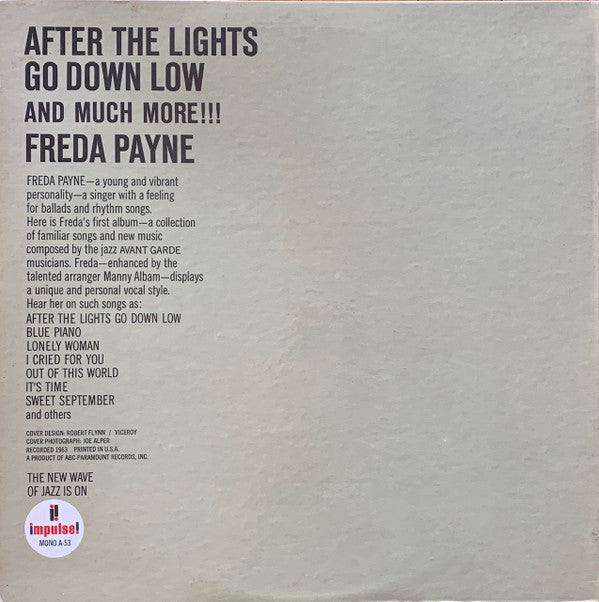 AFTER THE LIGHTS
GO DOWN LOW
AND MUCH MORE!!!
FREDA PAYNE
FREDA PAYNE—a young and vibrant
personality—a singer with a feeling
for ballads and rhythm songs.
Here is Freda's first album—a collection
of familiar songs and new music
composed by the jazz AVANT GARDE
musicians. Freda—enhanced by the
talented arranger Manny Albam—displays
a unique and personal vocal style.
Hear her on such songs as:
AFTER THE LIGHTS GO DOWN LOW
BLUE PIANO
LONELY WOMAN
I CRIED FOR YOU
OUT OF THIS WORLD
IT'S TIME
SWEET SEPTEMBER
and others
COVER DESIGN: ROBERT FLYNN / VICEROY
COVER PHOTOGRAPH: JOE ALPER
RECORDED 1963 PRINTED IN U.S.A.
A PRODUCT OF ABC-PARAMOUNT RECORDS, INC.
THE NEW WAVE
OF JAZZ IS ON
i!
impulse!
MONO A-53